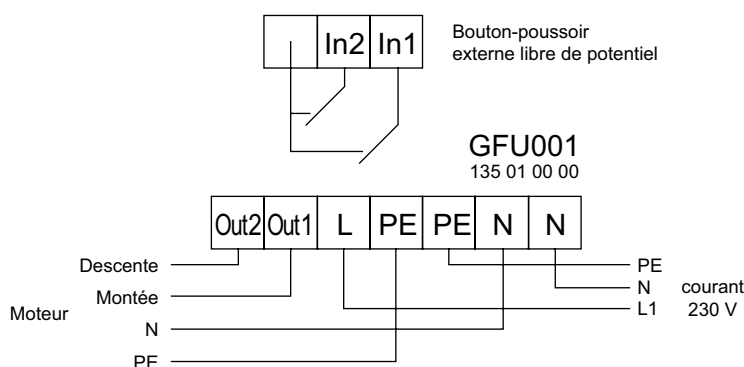 In2 In1
Bouton-poussoir
externe libre de potentiel
GFU001
135 01 00 00
Out2 Out1 L PE PE N N
Descente
Montée
Moteur
N
PE
PE
N
L1
courant
230 V